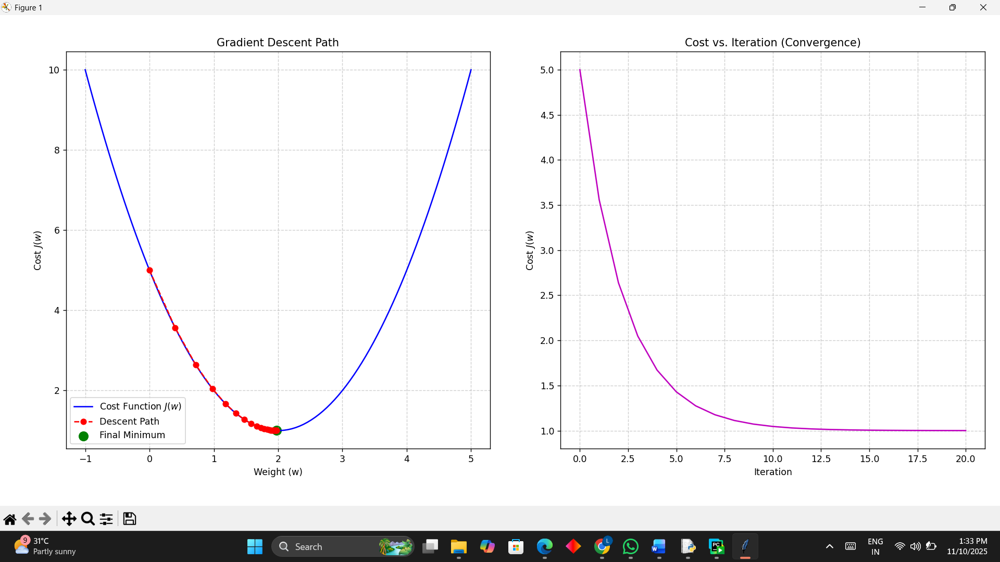 Figure 1
Gradient Descent Path
10
8
6
4
2
Cost J(w)
−1 0 1 2 3 4 5
Weight (w)
Cost Function J(w)
Descent Path
Final Minimum
Cost vs. Iteration (Convergence)
5.0
4.5
4.0
3.5
3.0
2.5
2.0
1.5
1.0
Cost J(w)
0.0 2.5 5.0 7.5 10.0 12.5 15.0 17.5 20.0
Iteration
9
31°C
Partly sunny
Search
L
W
PC
ENG
IN
1:33 PM
11/10/2025